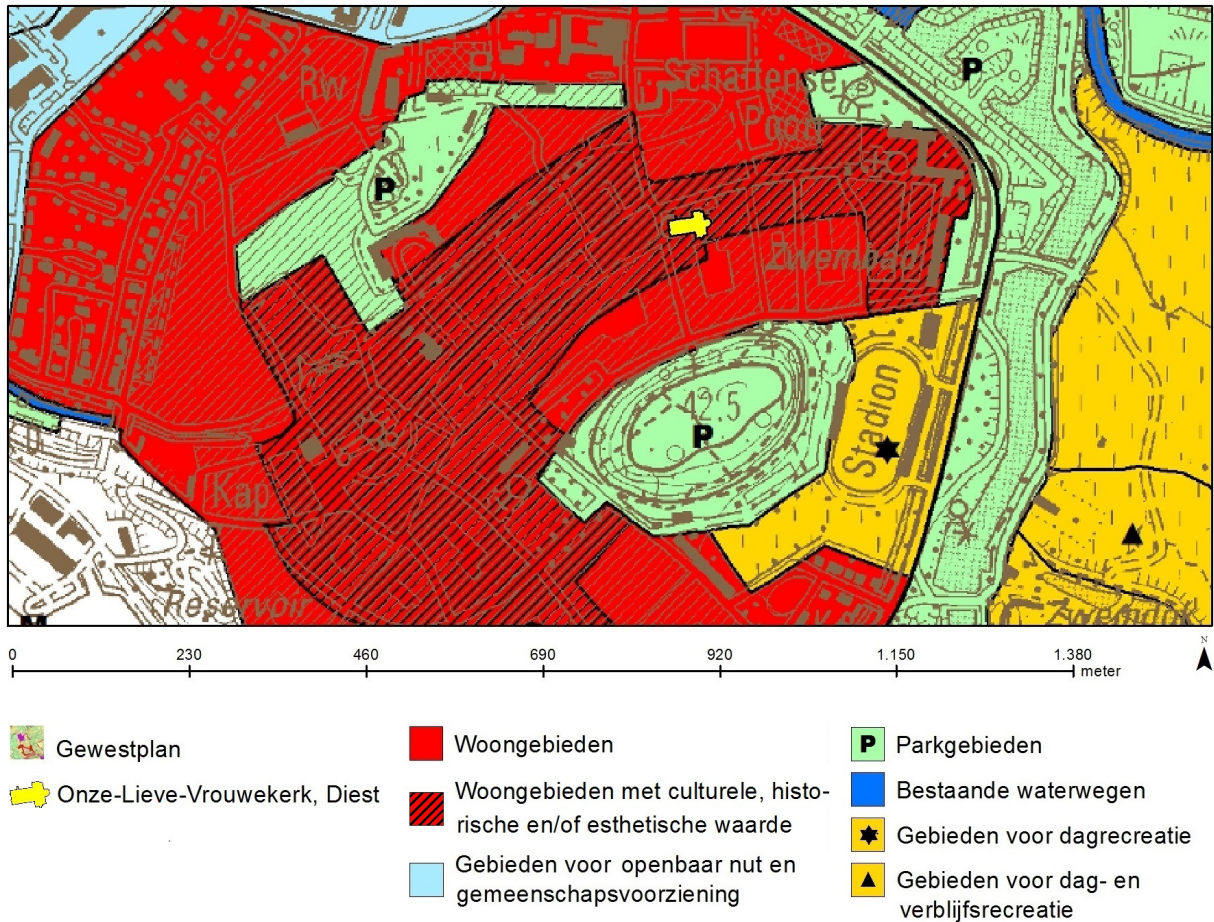 Rw
Schaffense
Poort
P
P
Zwembad
42.5
P
Stadion
Kap
Reservoir
M
Zwemdok
0 230 460 690 920 1.150 1.380
meter
N
Gewestplan
Onze-Lieve-Vrouwekerk, Diest
Woongebieden
Woongebieden met culturele, histo-
rische en/of esthetische waarde
Gebieden voor openbaar nut en
gemeenschapsvoorziening
P Parkgebieden
Bestaande waterwegen
Gebieden voor dagrecreatie
Gebieden voor dag- en
verblijfsrecreatie